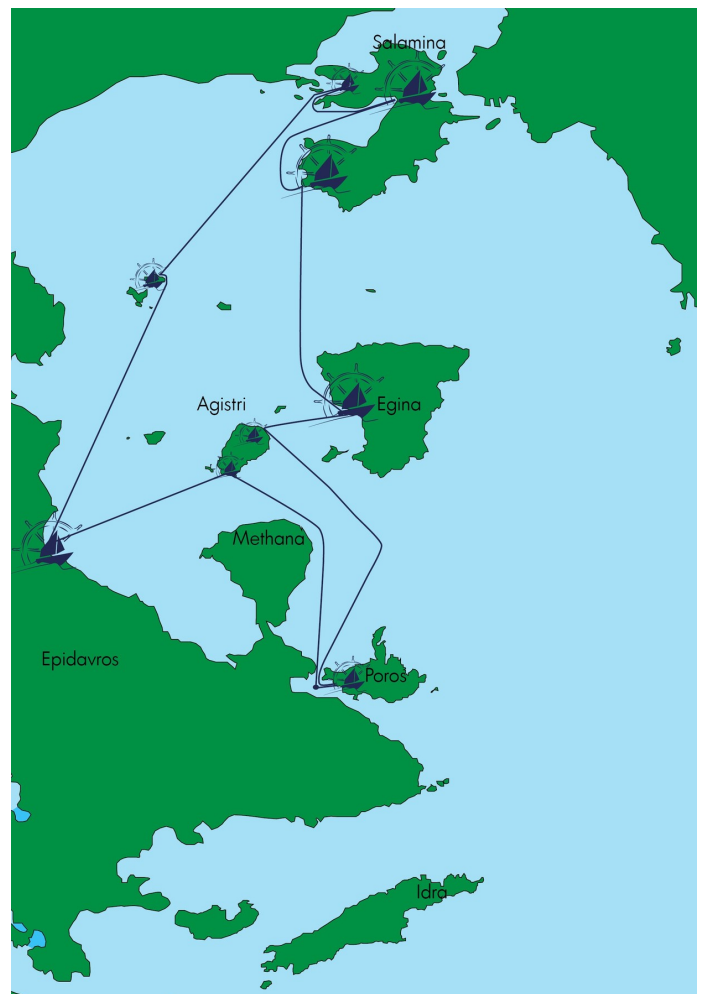 Salamina
Agistri
Egina
Methana
Epidavros
Poros
Idra